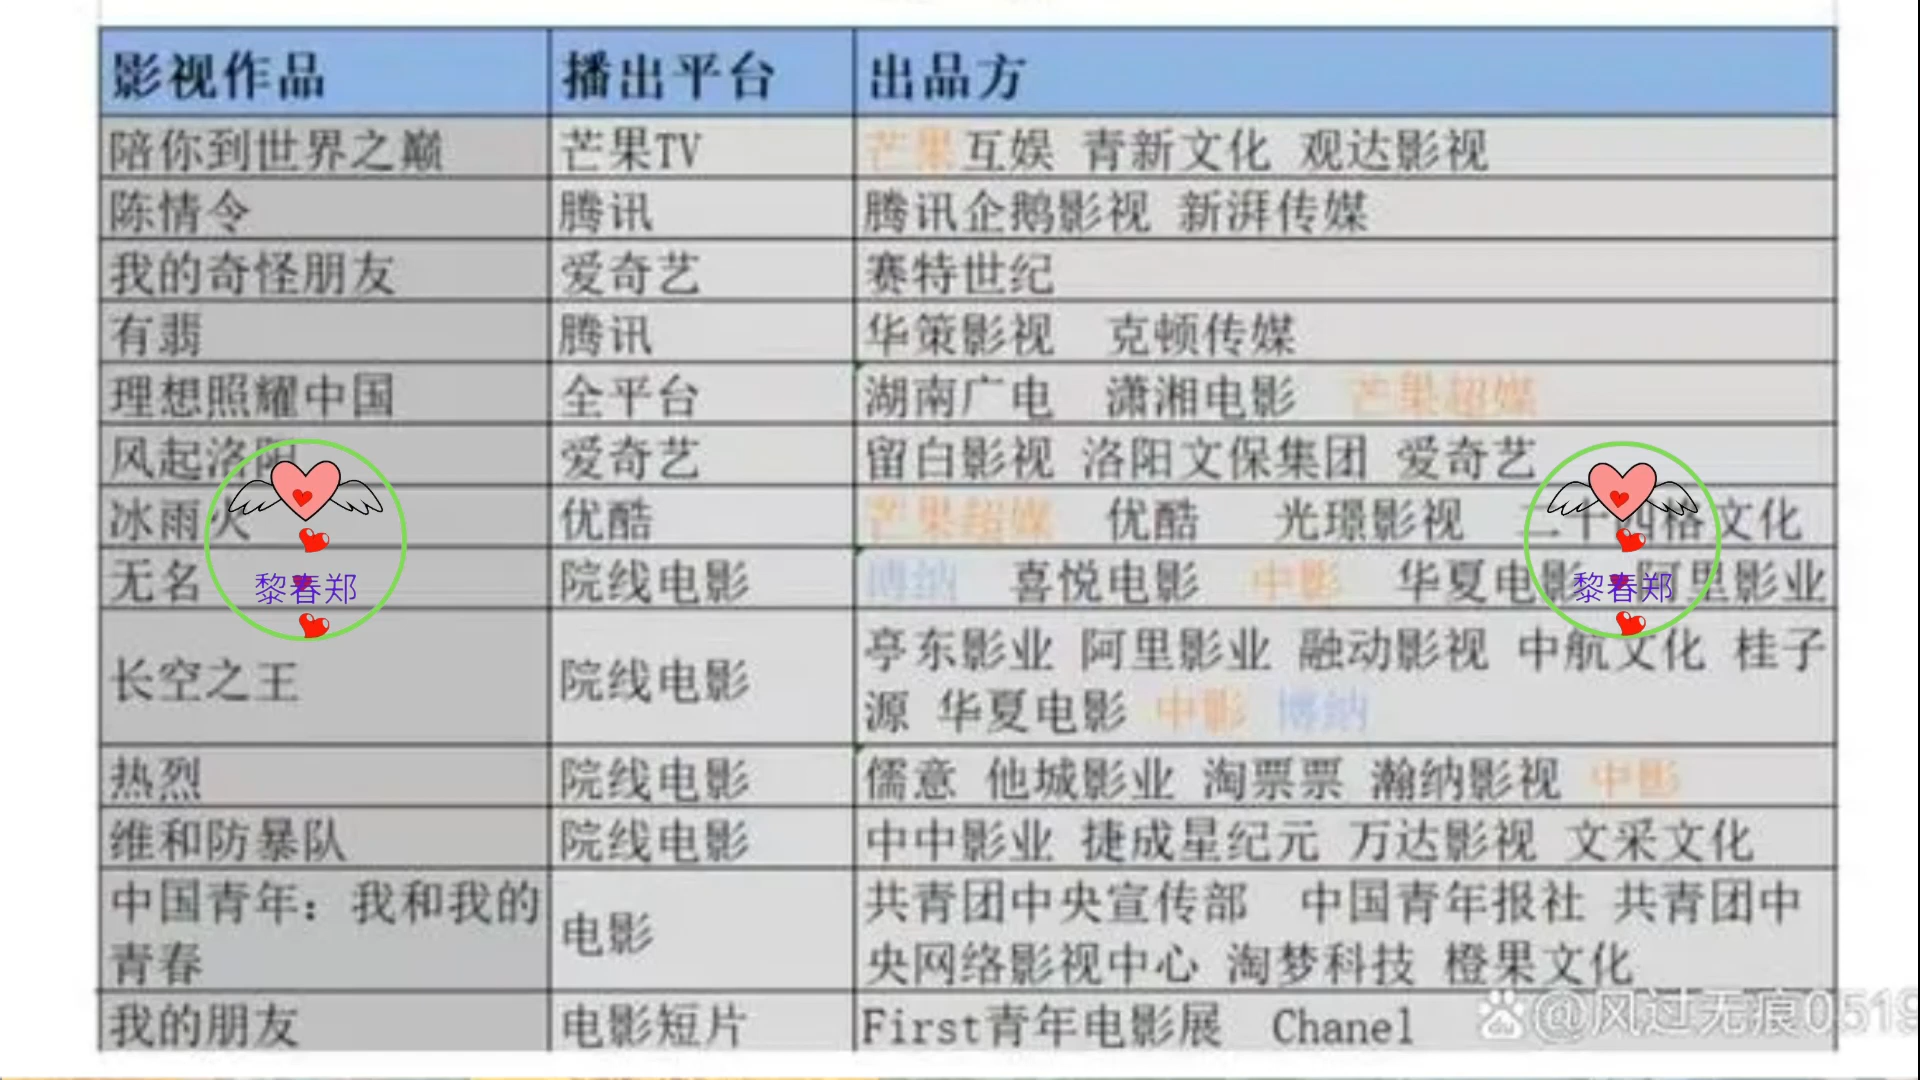 影视作品 播出平台 出品方
陪你到世界之巅 芒果TV 芒果互娱 青新文化 观达影视
陈情令 腾讯 腾讯企鹅影视 新湃传媒
我的奇怪朋友 爱奇艺 赛特世纪
有翡 腾讯 华策影视 克顿传媒
理想照耀中国 全平台 湖南广电 潇湘电影 芒果超媒
风起洛阳 爱奇艺 留白影视 洛阳文保集团 爱奇艺
冰雨火 优酷 芒果超媒 优酷 光璟影视 二十四格文化
无名 院线电影 博纳 喜悦电影 中影 华夏电影 阿里影业
黎春郑 黎春郑
长空之王 院线电影 亭东影业 阿里影业 融动影视 中航文化 桂子
源 华夏电影 中影 博纳
热烈 院线电影 儒意 他城影业 淘票票 瀚纳影视 中影
维和防暴队 院线电影 中中影业 捷成星纪元 万达影视 文采文化
中国青年：我和我的 电影 共青团中央宣传部 中国青年报社 共青团中
青春 央网络影视中心 淘梦科技 橙果文化
我的朋友 电影短片 First青年电影展 Chanel
@风过无痕0519